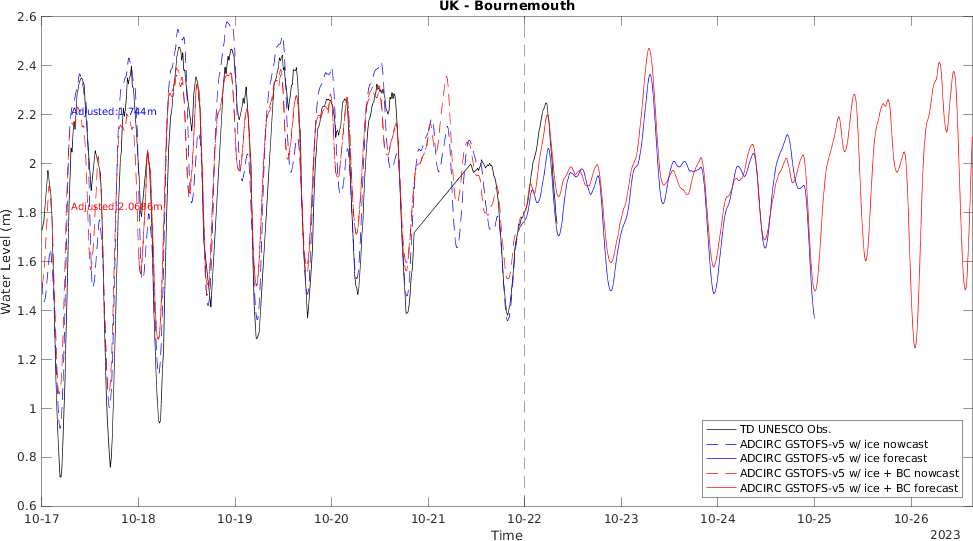 UK - Bournemouth
2.6
2.4
2.2
2
1.8
1.6
1.4
1.2
1
0.8
0.6
Water Level (m)
Adjusted:
744m
Adjusted:2.0686m
TD UNESCO Obs.
ADCIRC GSTOFS-v5 w/ ice nowcast
ADCIRC GSTOFS-v5 w/ ice forecast
ADCIRC GSTOFS-v5 w/ ice + BC nowcast
ADCIRC GSTOFS-v5 w/ ice + BC forecast
10-17 10-18 10-19 10-20 10-21 10-22 10-23 10-24 10-25 10-26
Time
2023